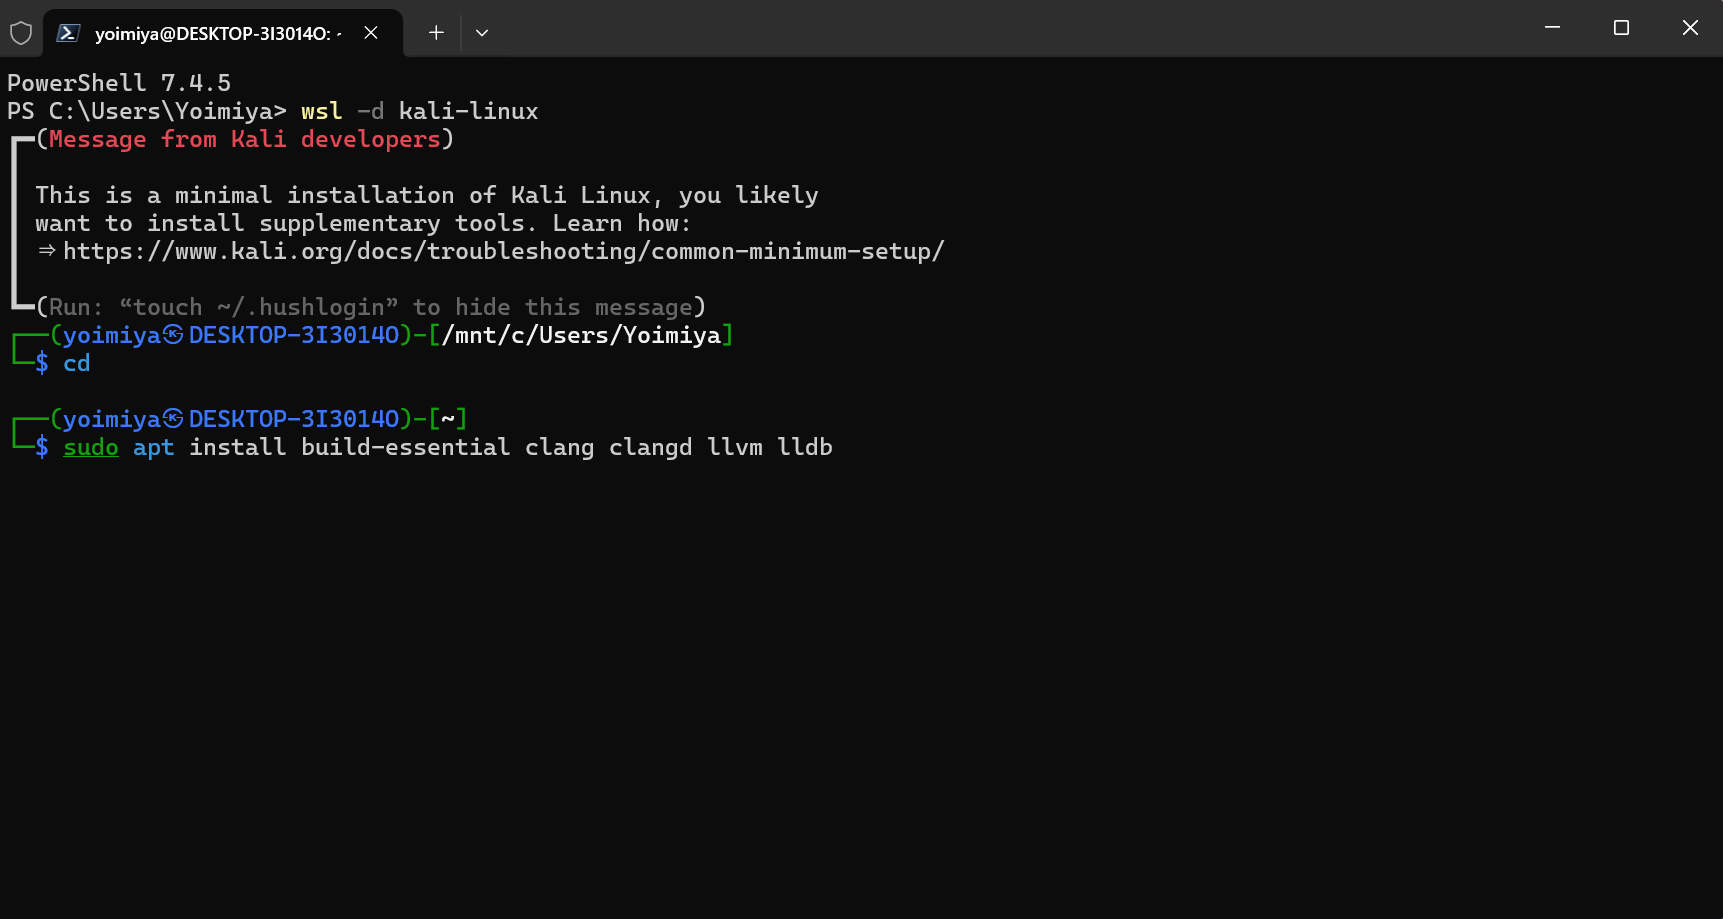 yoimiya@DESKTOP-3I3014O: ~
PowerShell 7.4.5
PS C:\Users\Yoimiya> wsl -d kali-linux
┏━(Message from Kali developers)
┃
┃ This is a minimal installation of Kali Linux, you likely
┃ want to install supplementary tools. Learn how:
┃ ⇒ https://www.kali.org/docs/troubleshooting/common-minimum-setup/
┃
┗━(Run: “touch ~/.hushlogin” to hide this message)
┌──(yoimiya㉿DESKTOP-3I3014O)-[/mnt/c/Users/Yoimiya]
└─$ cd
┌──(yoimiya㉿DESKTOP-3I3014O)-[~]
└─$ sudo apt install build-essential clang clangd llvm lldb